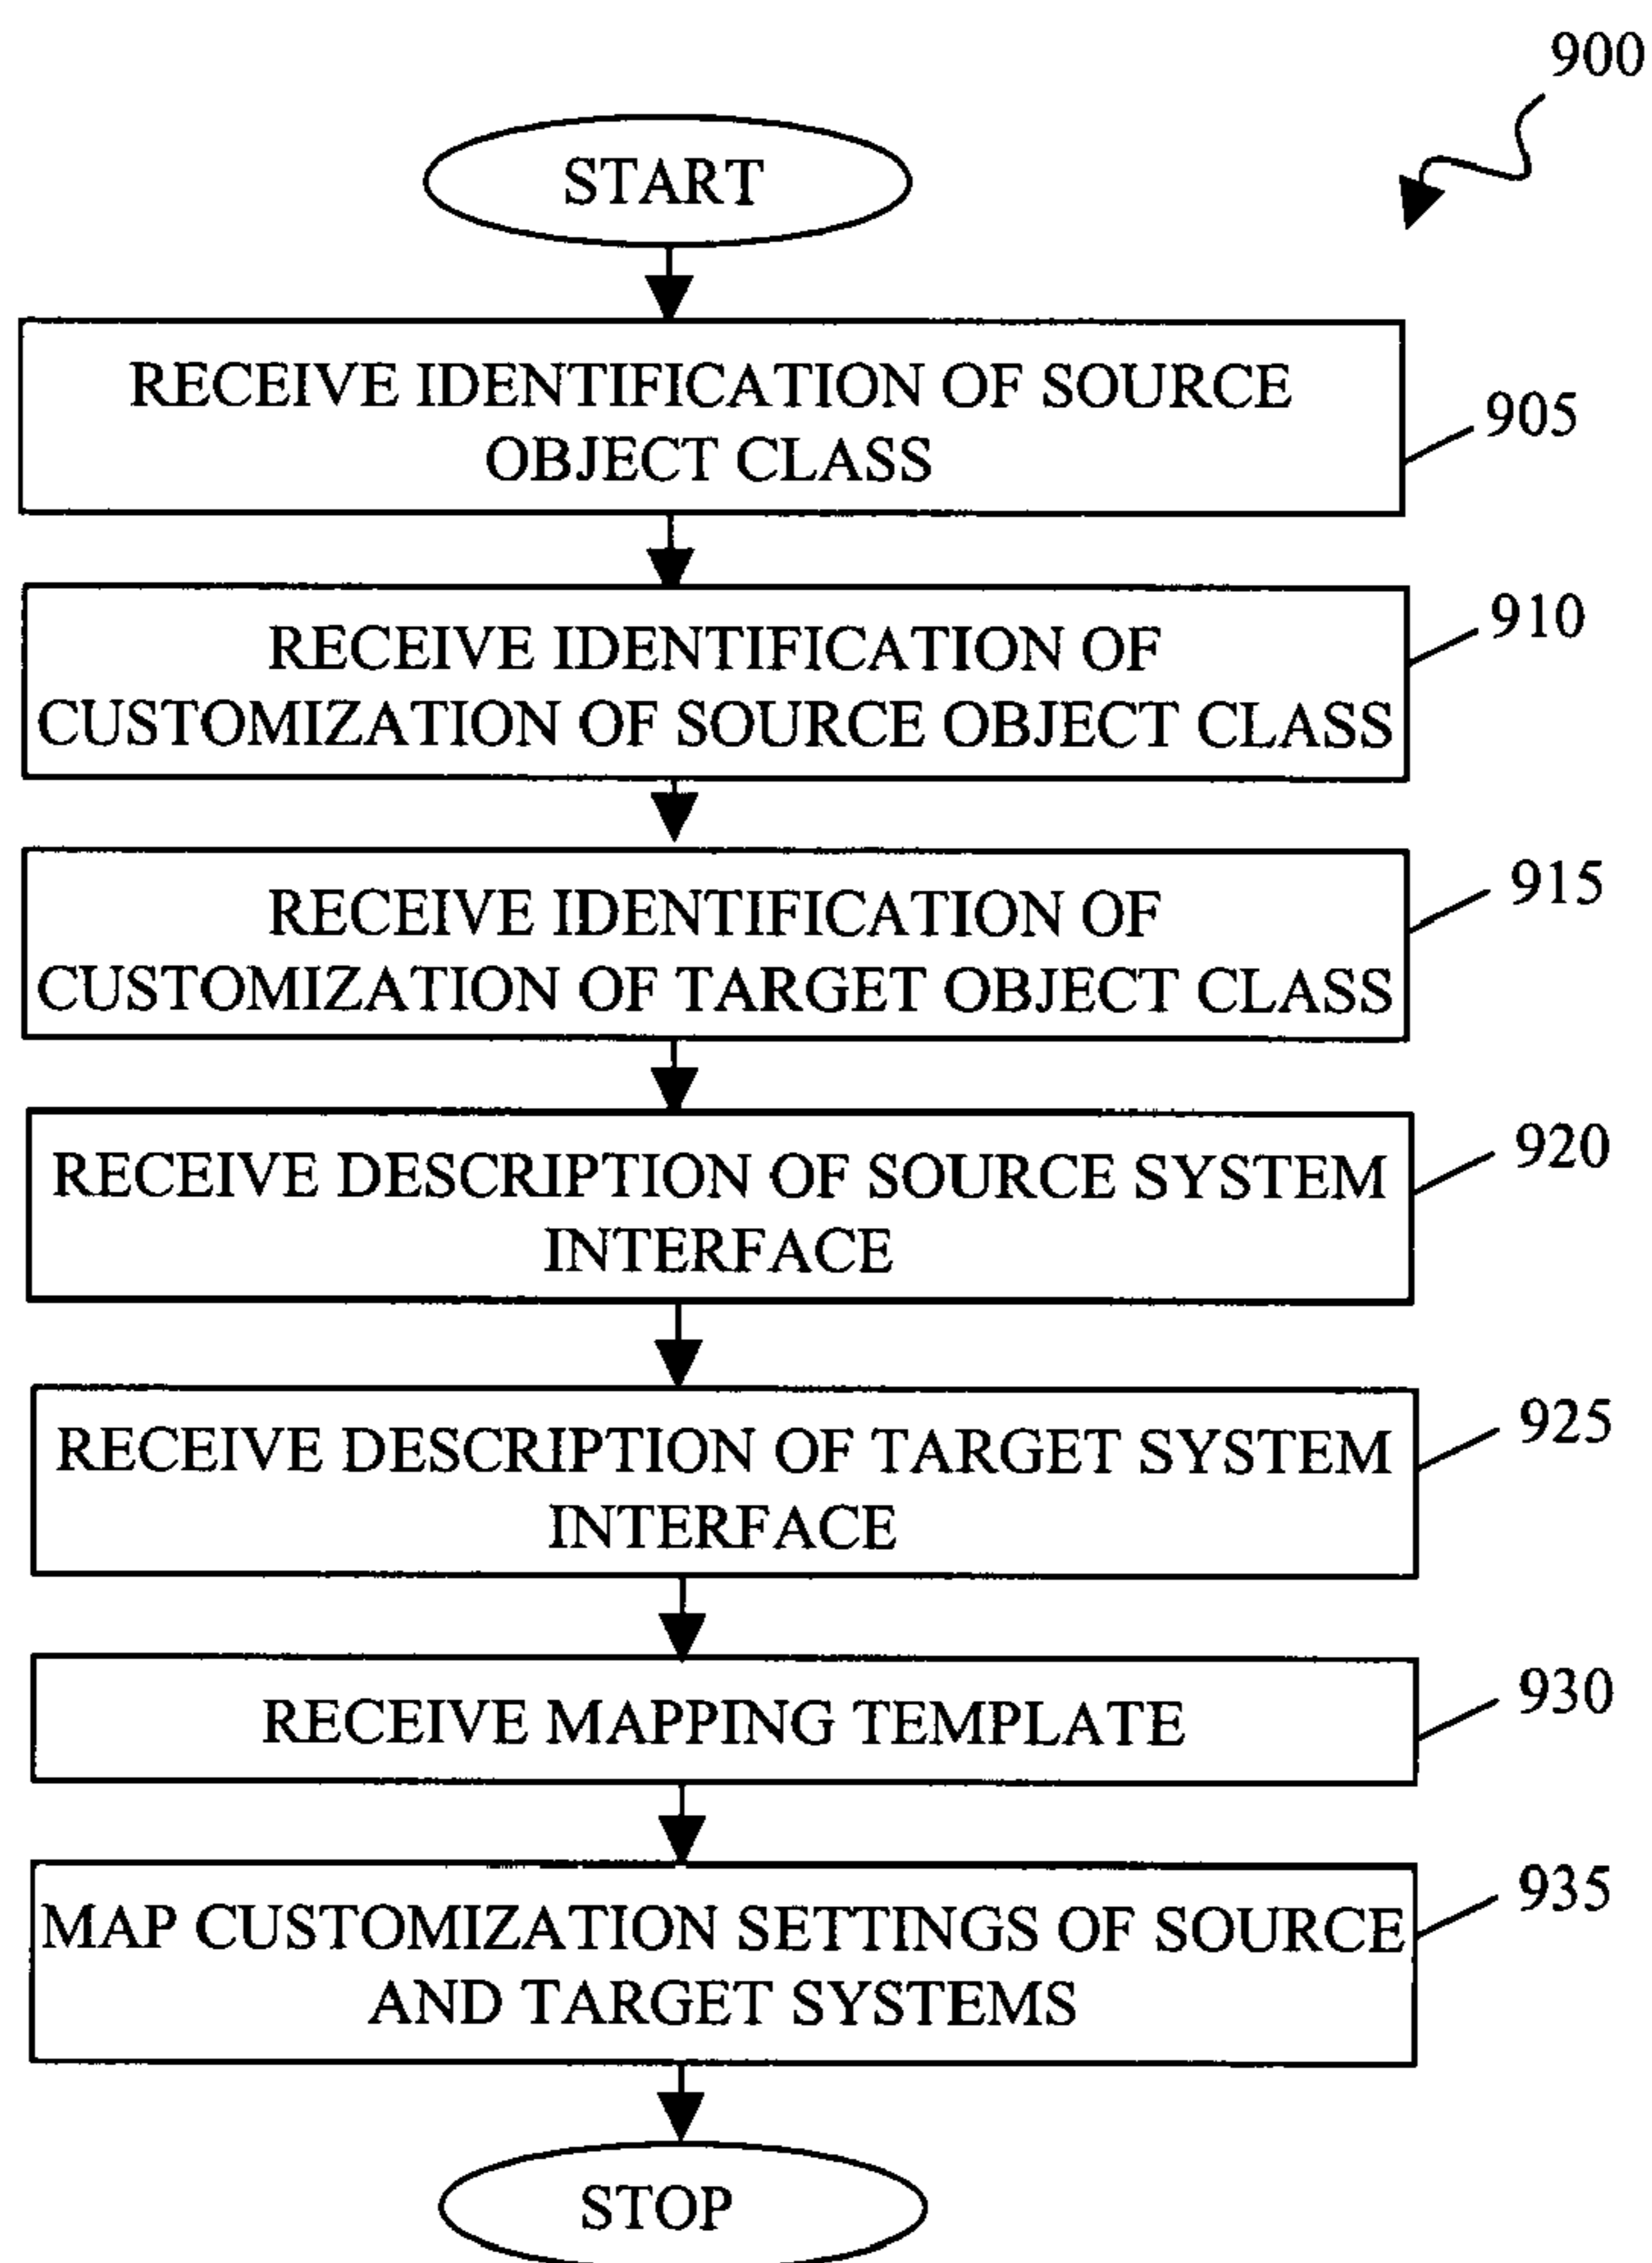 900
START
RECEIVE IDENTIFICATION OF SOURCE
OBJECT CLASS
905
RECEIVE IDENTIFICATION OF
CUSTOMIZATION OF SOURCE OBJECT CLASS
910
RECEIVE IDENTIFICATION OF
CUSTOMIZATION OF TARGET OBJECT CLASS
915
RECEIVE DESCRIPTION OF SOURCE SYSTEM
INTERFACE
920
RECEIVE DESCRIPTION OF TARGET SYSTEM
INTERFACE
925
RECEIVE MAPPING TEMPLATE
930
MAP CUSTOMIZATION SETTINGS OF SOURCE
AND TARGET SYSTEMS
935
STOP